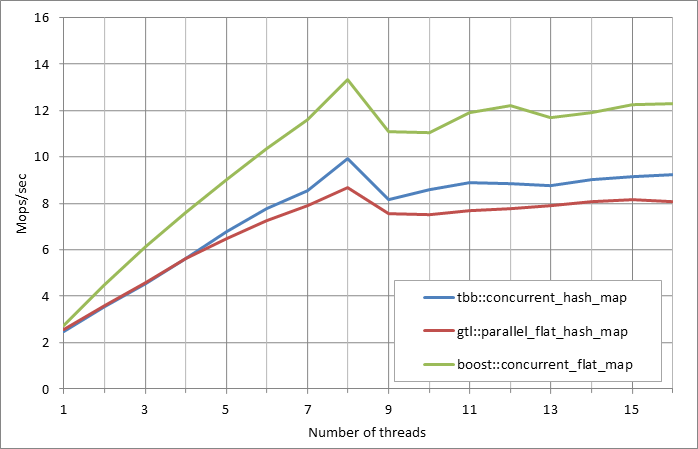 16
14
12
10
8
6
4
2
0
Mops/sec
tbb::concurrent_hash_map
gtl::parallel_flat_hash_map
boost::concurrent_flat_map
1 3 5 7 9 11 13 15
Number of threads